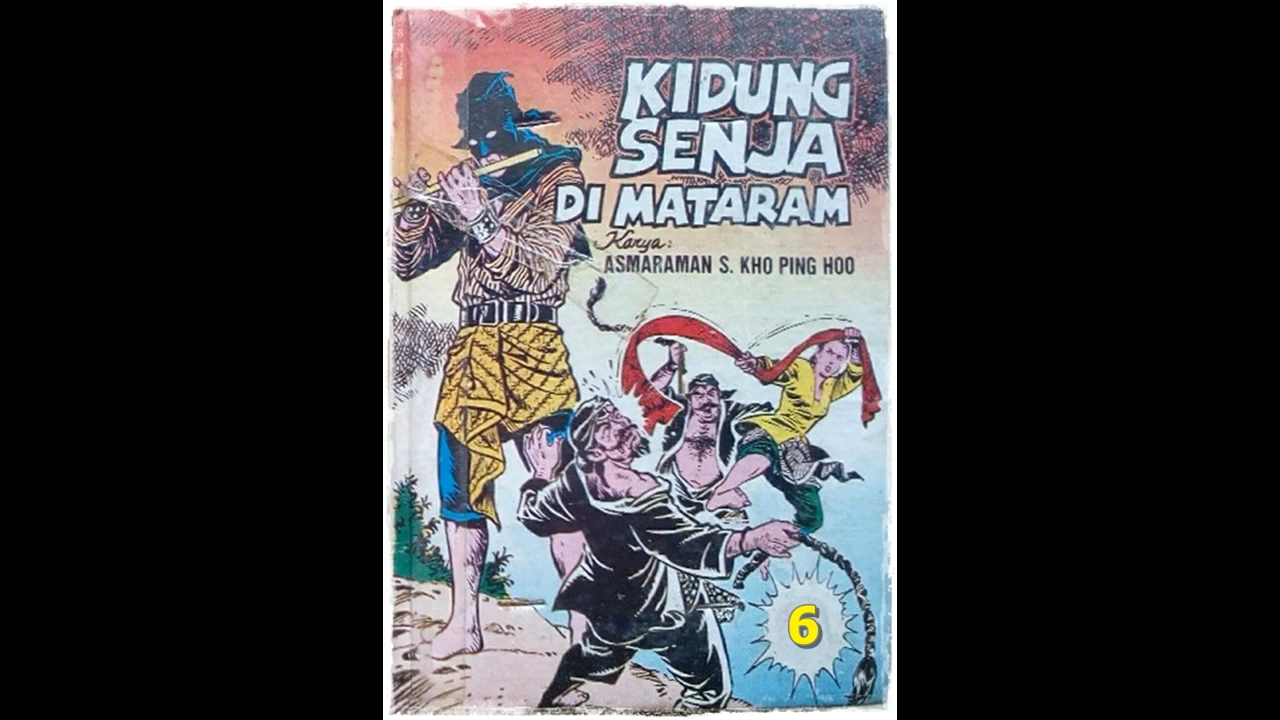 KIDUNG
SENJA
DI MATARAM
Karya:
ASMARAMAN S. KHO PING HOO
6